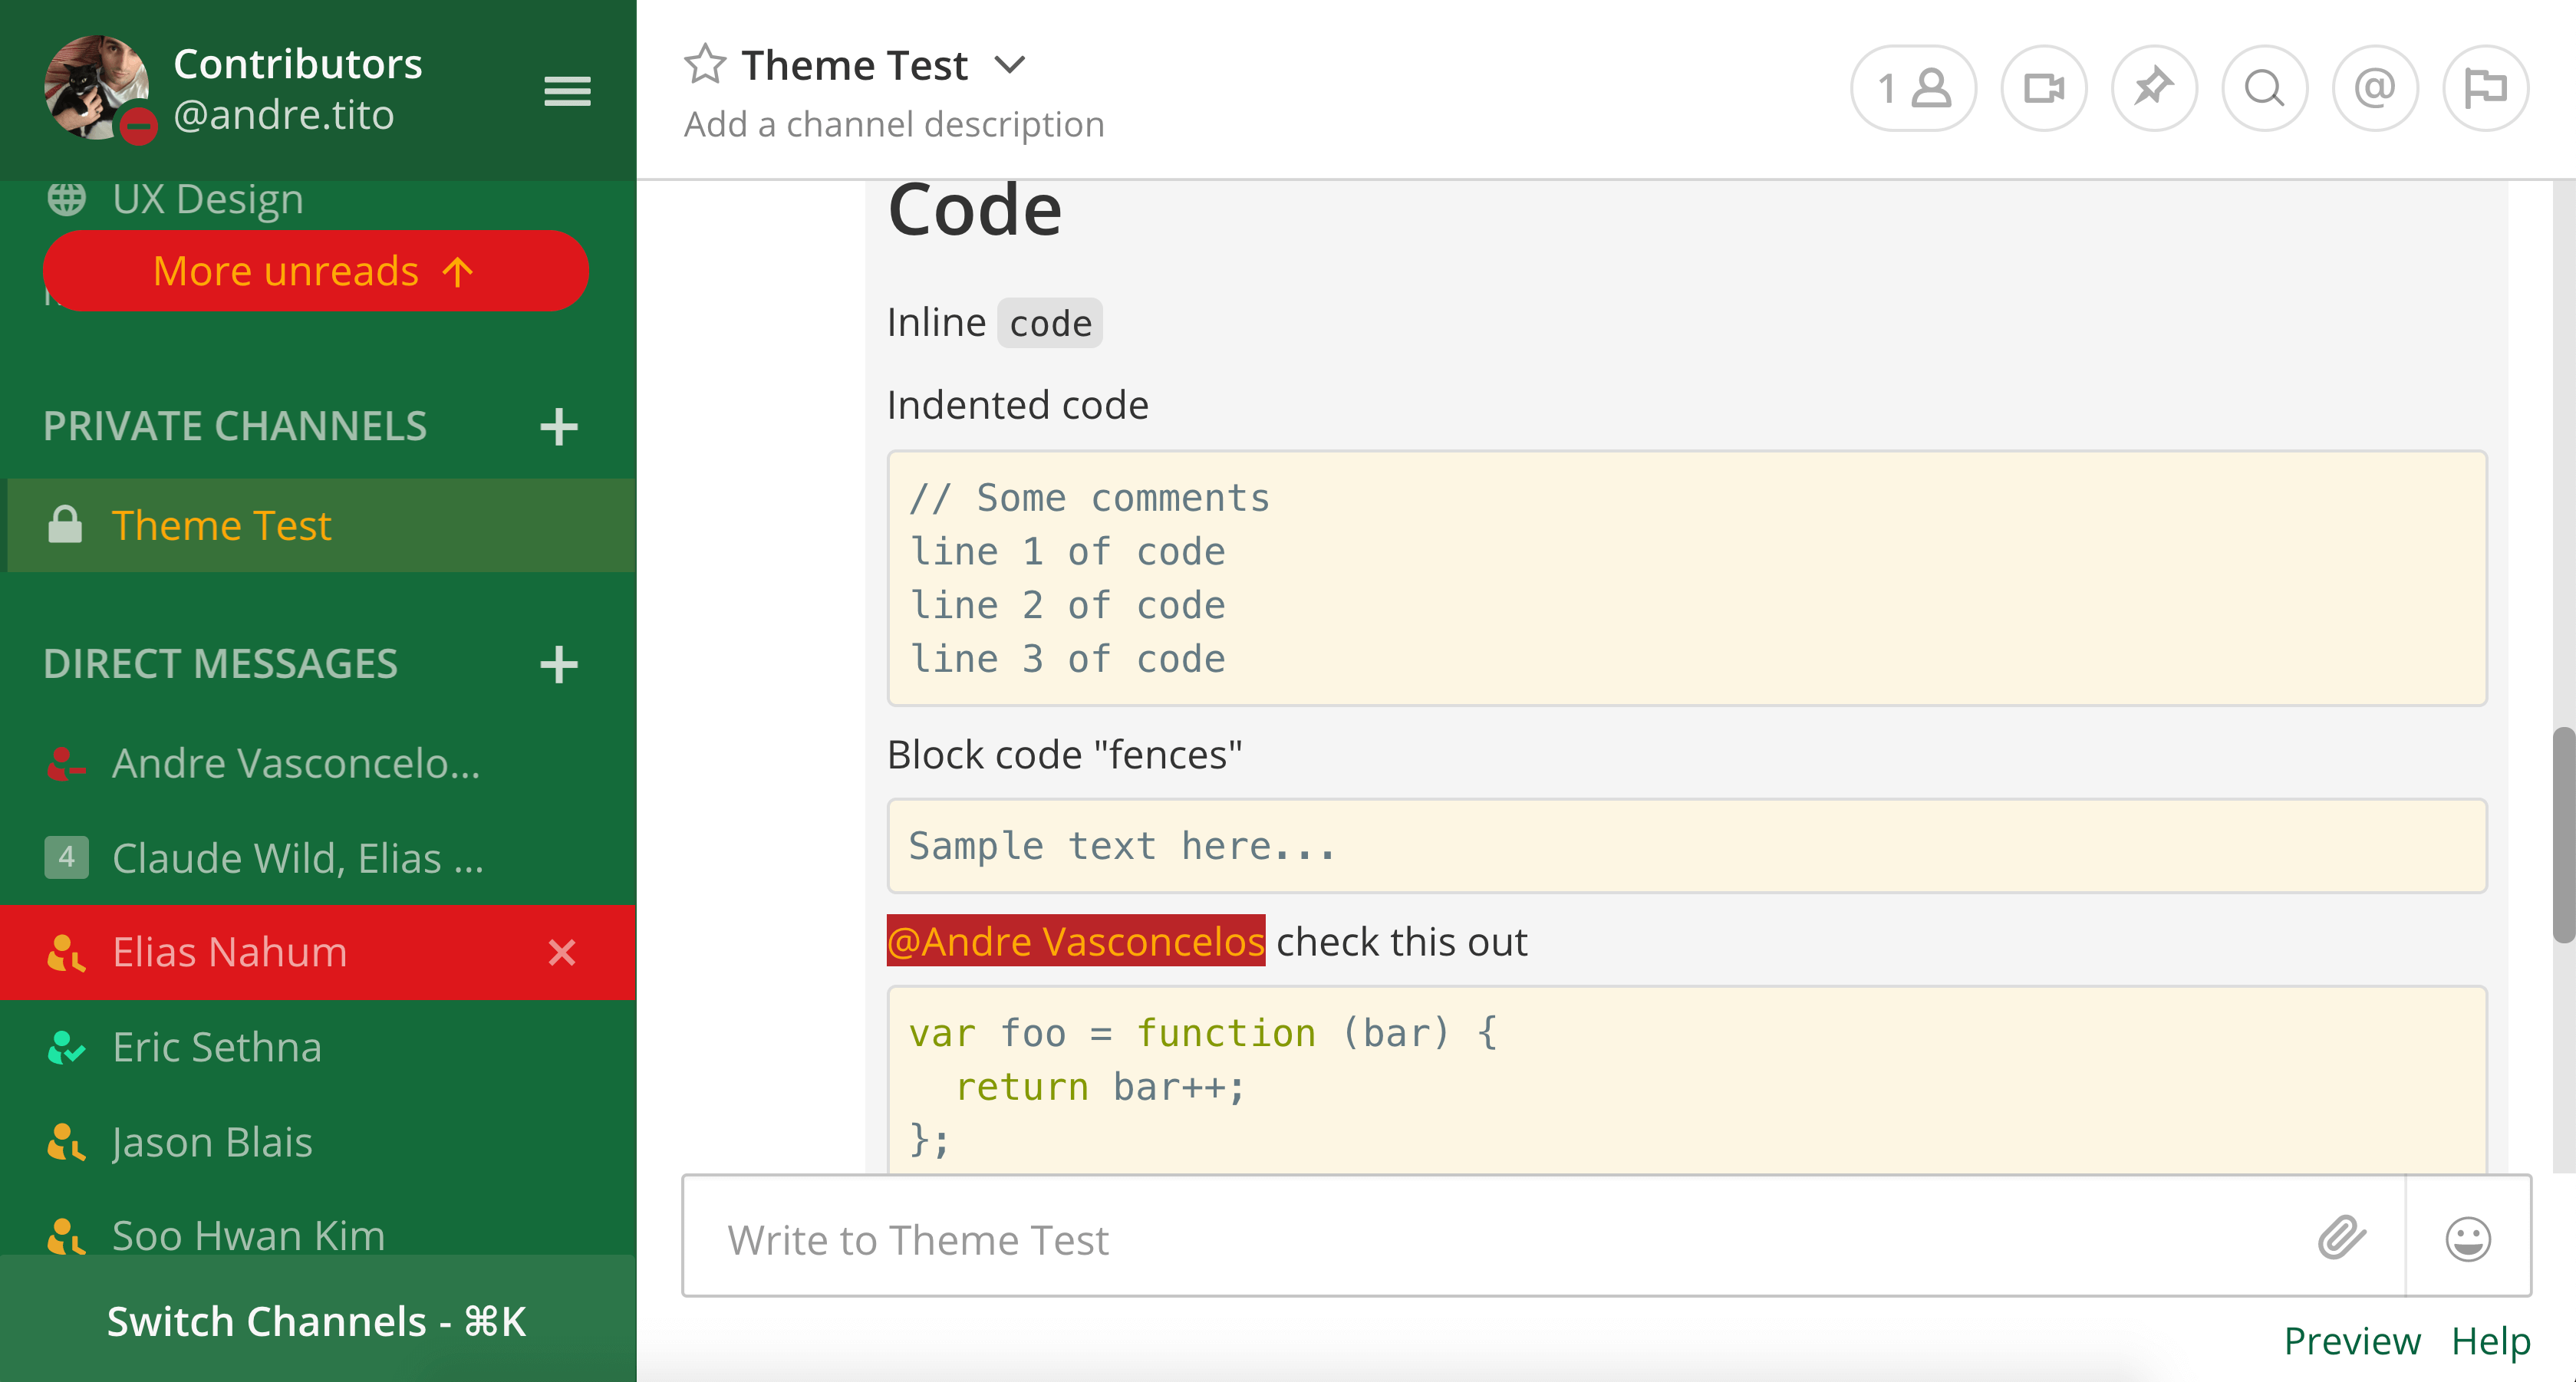 Contributors
@andre.tito
UX Design
More unreads ↑
PRIVATE CHANNELS +
Theme Test
DIRECT MESSAGES +
Andre Vasconcelo...
4 Claude Wild, Elias ...
Elias Nahum ×
Eric Sethna
Jason Blais
Soo Hwan Kim
Switch Channels - ⌘K
Theme Test
Add a channel description
1
@
Code
Inline code
Indented code
// Some comments
line 1 of code
line 2 of code
line 3 of code
Block code "fences"
Sample text here...
@Andre Vasconcelos check this out
var foo = function (bar) {
  return bar++;
};
Write to Theme Test
Preview Help